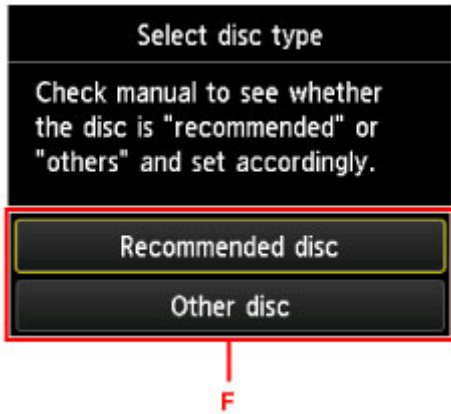 Select disc type
Check manual to see whether
the disc is "recommended" or
"others" and set accordingly.
Recommended disc
Other disc
F